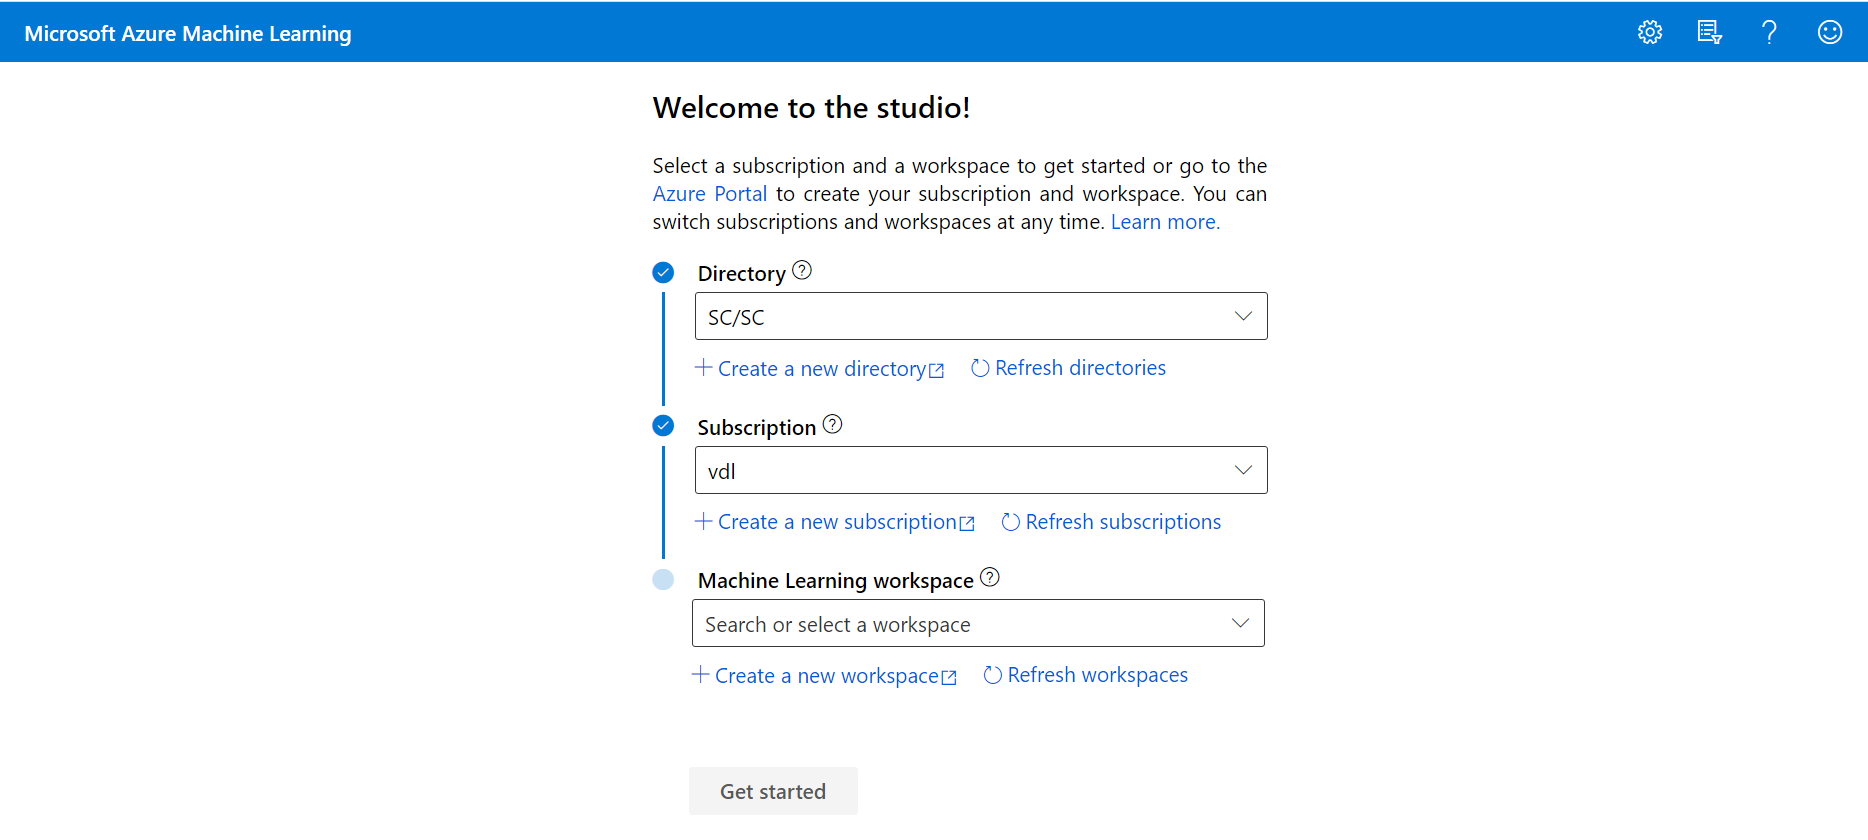 Microsoft Azure Machine Learning
Welcome to the studio!
Select a subscription and a workspace to get started or go to the
Azure Portal to create your subscription and workspace. You can
switch subscriptions and workspaces at any time. Learn more.
Directory
SC/SC
Create a new directory Refresh directories
Subscription
vdl
Create a new subscription Refresh subscriptions
Machine Learning workspace
Search or select a workspace
Create a new workspace Refresh workspaces
Get started